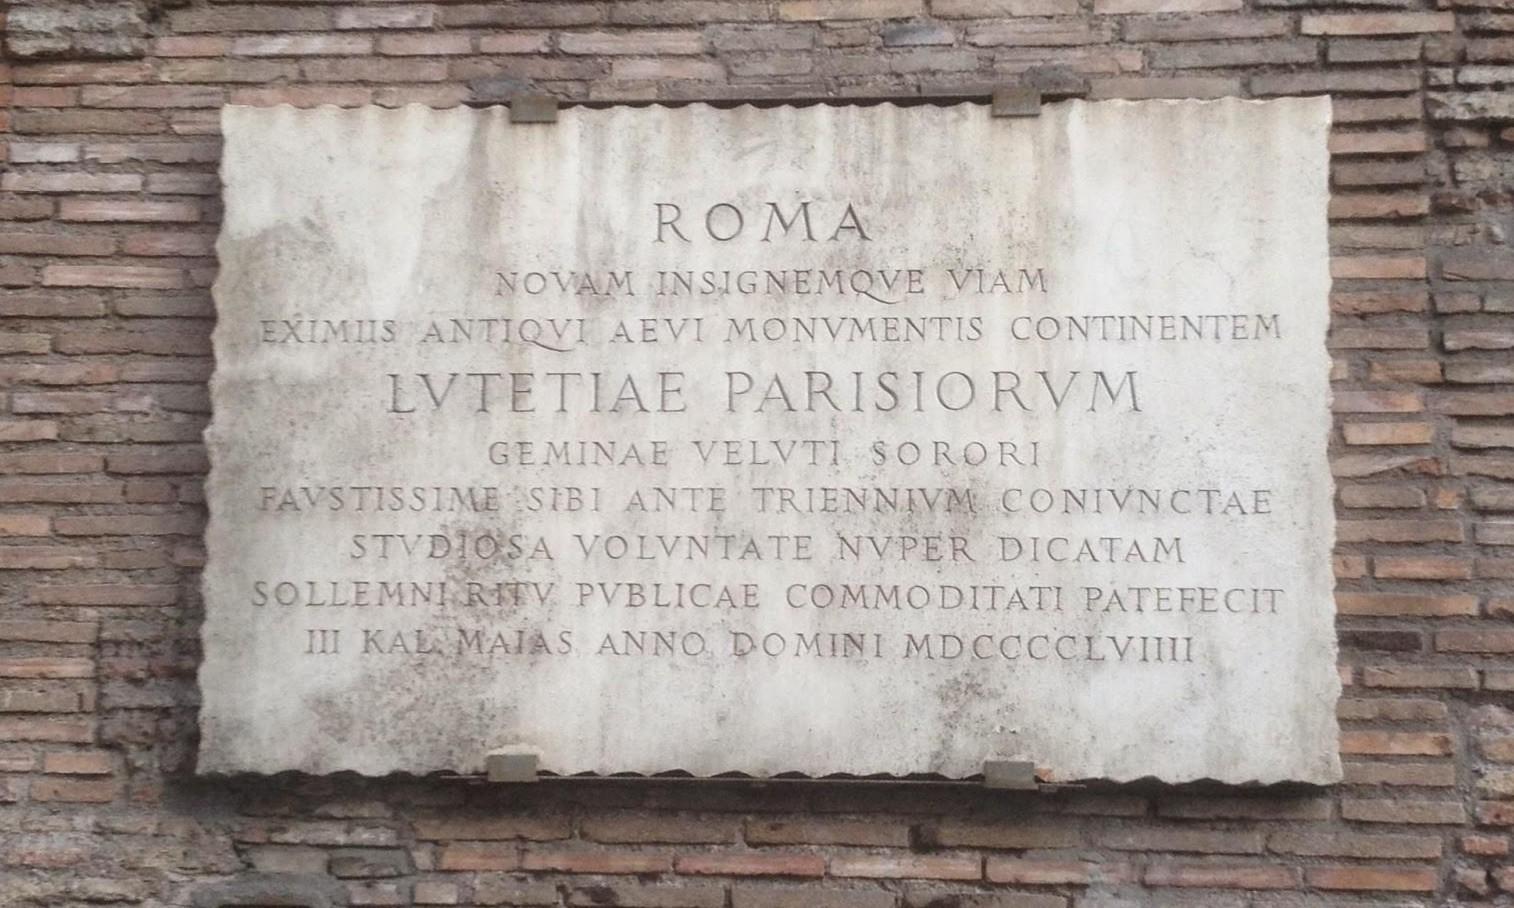 ROMA
NOVAM INSIGNEMQVE VIAM
EXIMIIS ANTIQVI AEVI MONVMENTIS CONTINENTEM
LVTETIAE PARISIORVM
GEMINAE VELVTI SORORI
FAVSTISSIME SIBI ANTE TRIENNIVM CONIVNCTAE
STVDIOSA VOLVNTATE NVPER DICATAM
SOLLEMNI RITV PVBLICAE COMMODITATI PATEFECIT
III KAL. MAIAS ANNO DOMINI MDCCCCLVIIII